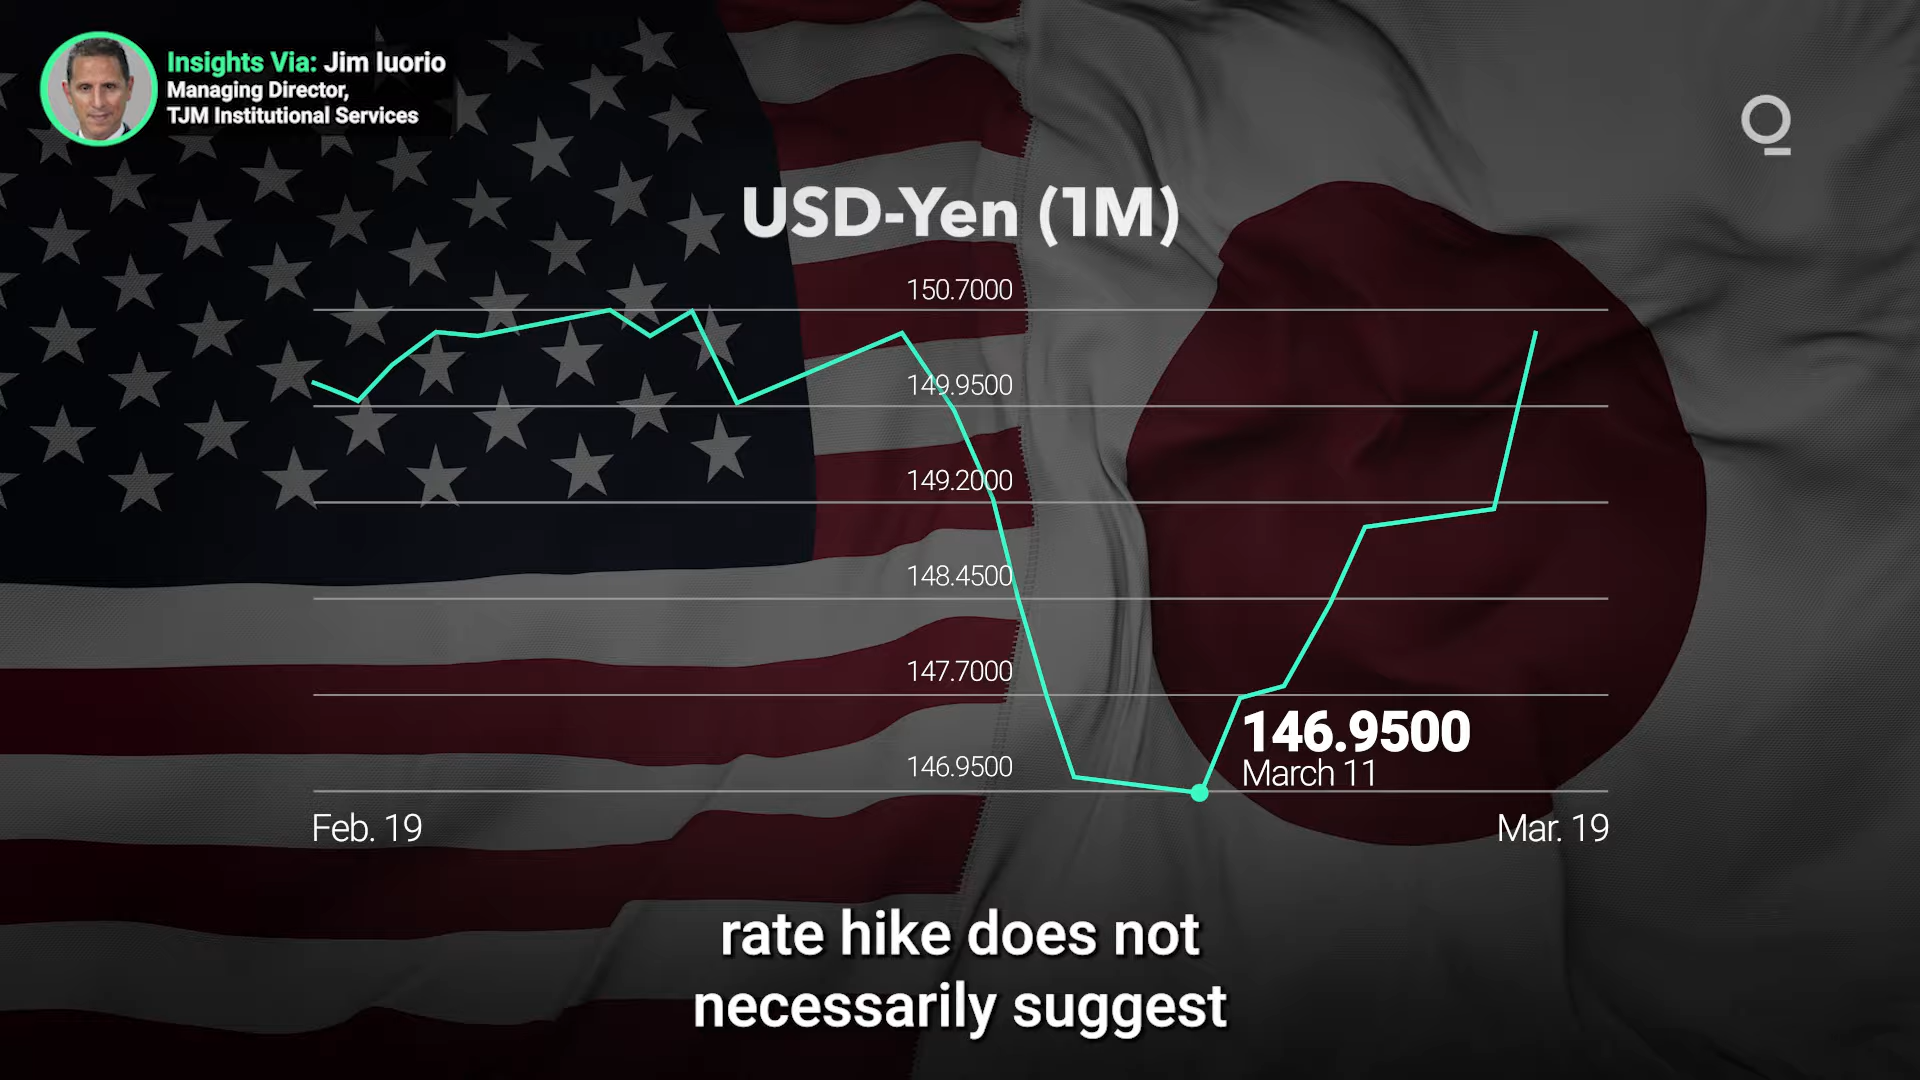 Insights Via: Jim Iuorio
Managing Director,
TJM Institutional Services
USD-Yen (1M)
150.7000
149.9500
149.2000
148.4500
147.7000
146.9500
146.9500
March 11
Feb. 19
Mar. 19
rate hike does not
necessarily suggest